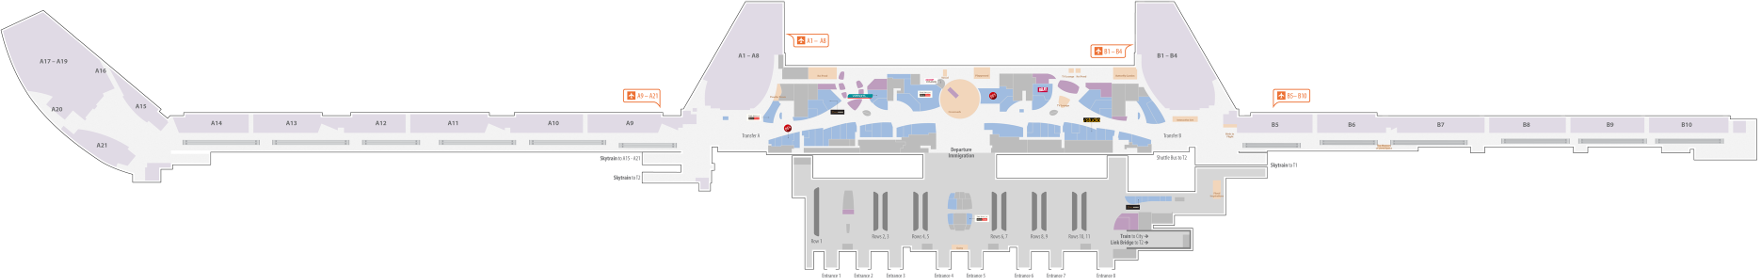 A1 – A8
B1 – B4
A17 – A19
A1 – A8
B1 – B4
A16
A9 – A21
B5 – B10
A15
A20
A14
A13
A12
A11
A10
A9
B5
B6
B7
B8
B9
B10
Transfer A
Transfer B
A21
Departure
Immigration
Skytrain to A15 - A21
Shuttle Bus to T2
Skytrain to T1
Skytrain to T2
Row 1
Rows 2, 3
Rows 4, 5
Rows 6, 7
Rows 8, 9
Rows 10, 11
Train to City
Link Bridge to T2
Entrance 1
Entrance 2
Entrance 3
Entrance 4
Entrance 5
Entrance 6
Entrance 7
Entrance 8